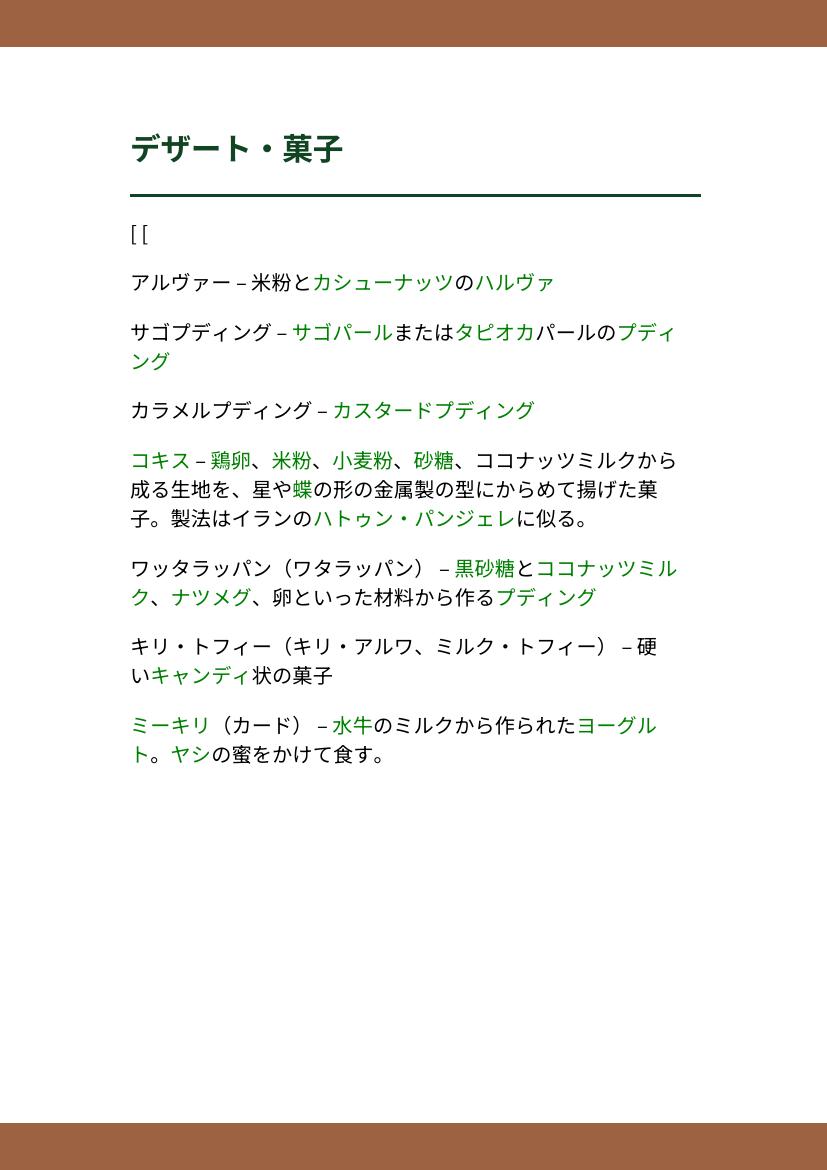 デザート・菓子
[ [
アルヴァー – 米粉とカシューナッツのハルヴァ
サゴプディング – サゴパールまたはタピオカパールのプディ
ング
カラメルプディング – カスタードプディング
コキス – 鶏卵、米粉、小麦粉、砂糖、ココナッツミルクから
成る生地を、星や蝶の形の金属製の型にからめて揚げた菓
子。製法はイランのハトゥン・パンジェレに似る。
ワッタラッパン（ワタラッパン） – 黒砂糖とココナッツミル
ク、ナツメグ、卵といった材料から作るプディング
キリ・トフィー（キリ・アルワ、ミルク・トフィー） – 硬
いキャンディ状の菓子
ミーキリ（カード） – 水牛のミルクから作られたヨーグル
ト。ヤシの蜜をかけて食す。